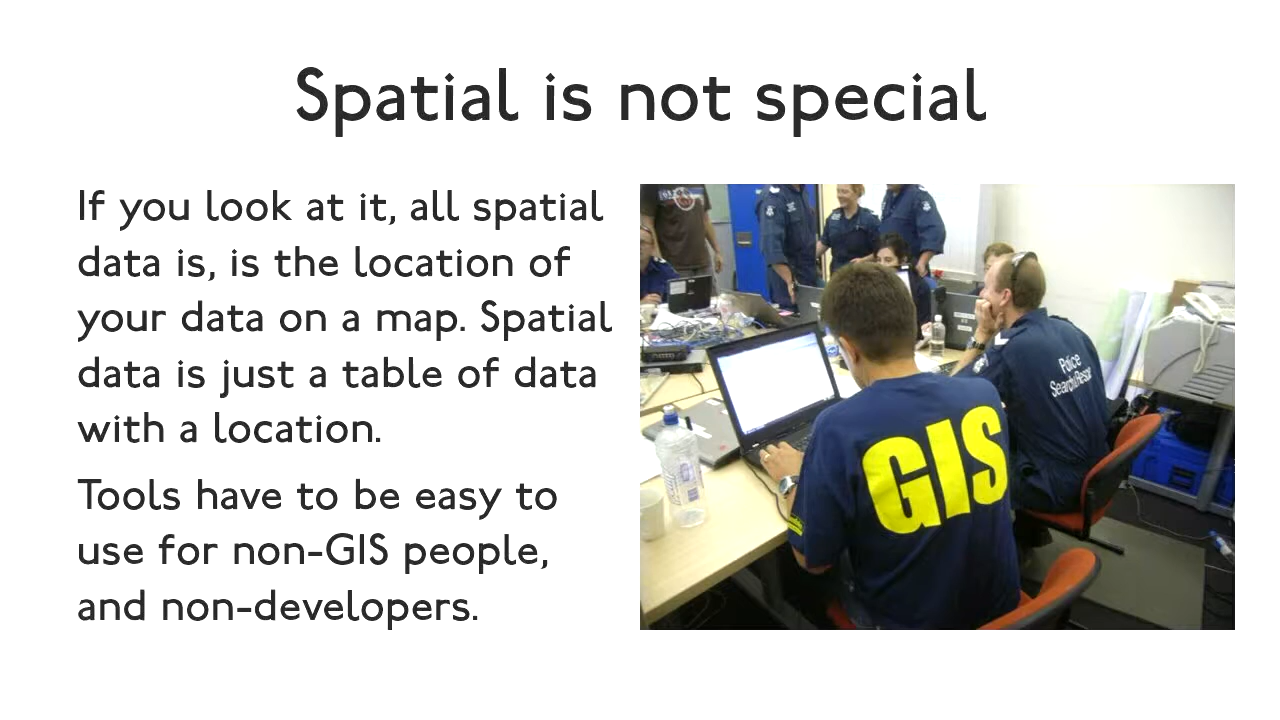 Spatial is not special
If you look at it, all spatial
data is, is the location of
your data on a map. Spatial
data is just a table of data
with a location.
Tools have to be easy to
use for non-GIS people,
and non-developers.
GIS
Police